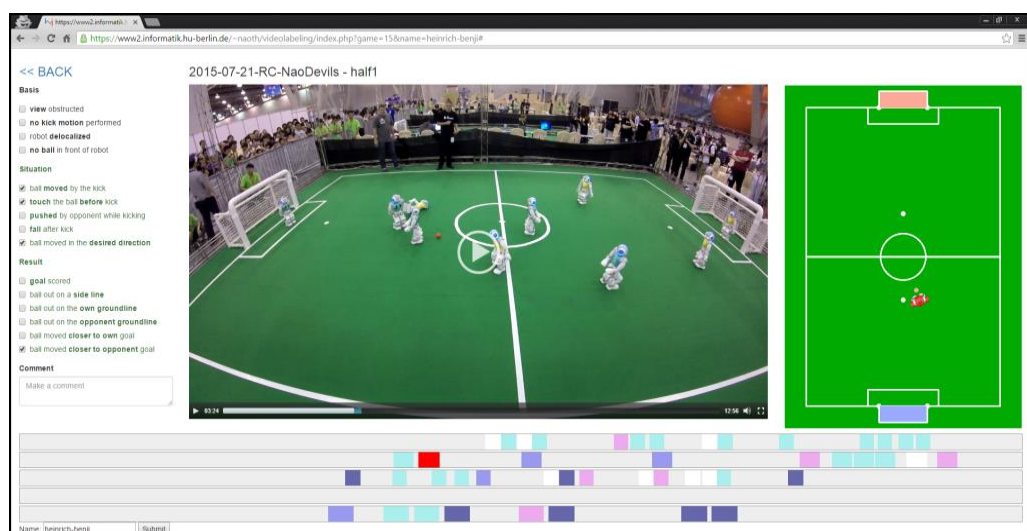 https://www2.informatik.
https://www2.informatik.hu-berlin.de/~naoth/videolabeling/index.php?game=15&name=heinrich-benji#
<< BACK
2015-07-21-RC-NaoDevils - half1
Basis
view obstructed
no kick motion performed
robot delocalized
no ball in front of robot
Situation
ball moved by the kick
touch the ball before kick
pushed by opponent while kicking
fall after kick
ball moved in the desired direction
Result
goal scored
ball out on a side line
ball out on the own groundline
ball out on the opponent groundline
ball moved closer to own goal
ball moved closer to opponent goal
Comment
Make a comment
03:24
12:56
Name: heinrich-benji Submit